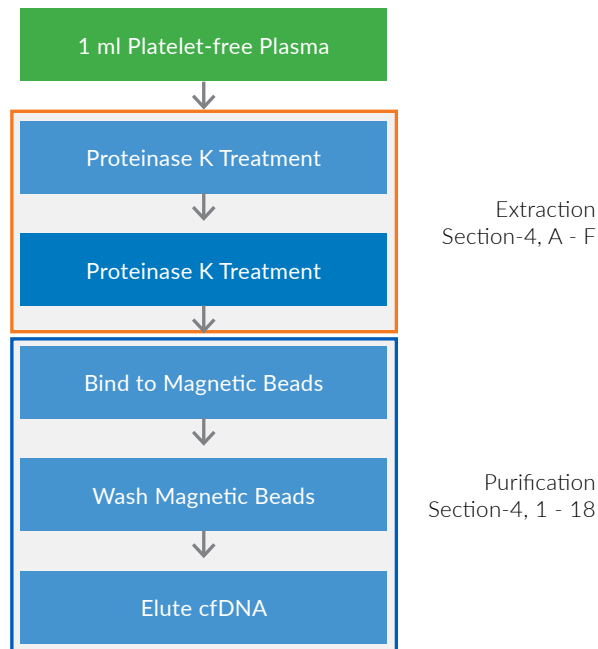 1 ml Platelet-free Plasma
Proteinase K Treatment
Extraction
Section-4, A - F
Proteinase K Treatment
Bind to Magnetic Beads
Wash Magnetic Beads
Purification
Section-4, 1 - 18
Elute cfDNA